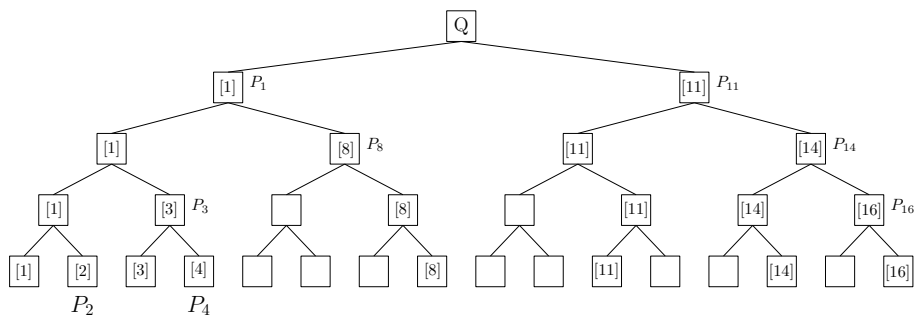 Q
[1] P₁ [11] P₁₁
[1] [8] P₈ [11] [14] P₁₄
[1] [3] P₃ [8] [11] [14] [16] P₁₆
[1] [2] [3] [4] [8] [11] [14] [16]
P₂ P₄